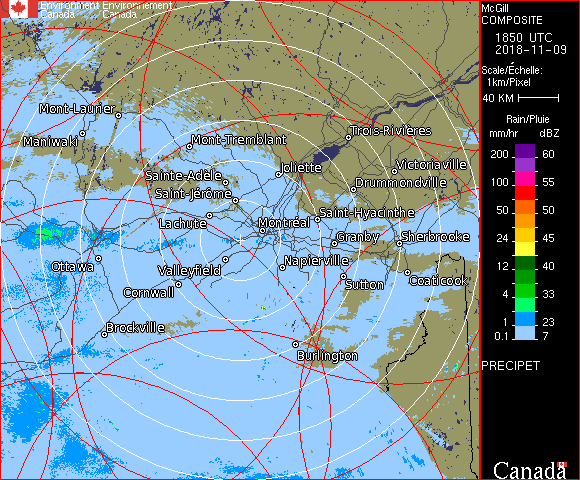 Environment Environnement
Canada Canada
McGill
COMPOSITE
1850 UTC
2018-11-09
Scale/Échelle:
1km/Pixel
40 KM
Rain/Pluie
mm/hr dBZ
200 60
100 55
50 50
24 45
12 40
4 33
1 23
0.1 7
PRECIPET
Canada
Mont-Laurier
Maniwaki
Mont-Tremblant
Trois-Rivières
Sainte-Adèle
Joliette
Victoriaville
Saint-Jérôme
Drummondville
Lachute
Montréal
Saint-Hyacinthe
Granby
Sherbrooke
Ottawa
Valleyfield
Napierville
Cornwall
Sutton
Coaticook
Brockville
Burlington